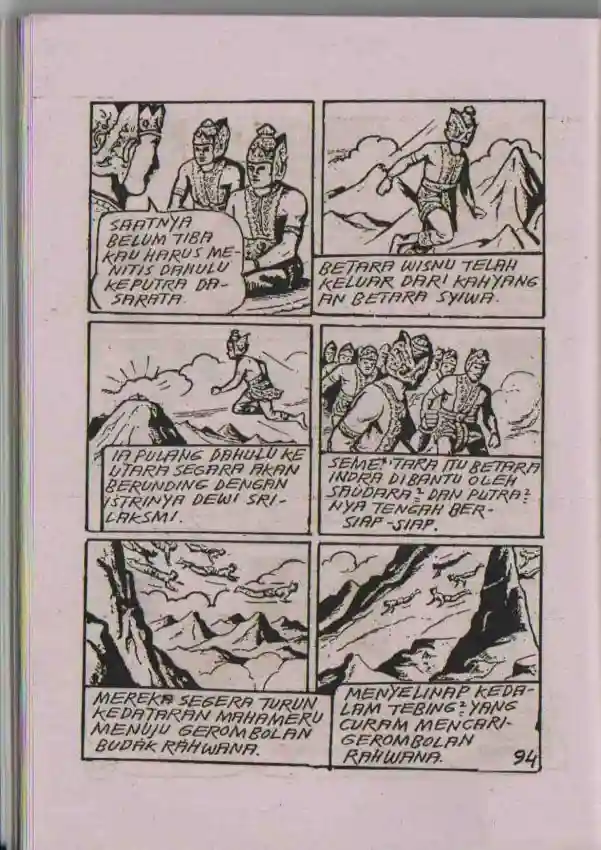 SAATNYA
BELUM TIBA
KAU HARUS ME-
NITIS DAHULU
KEPUTRA DA-
SARATA.
BETARA WISNU TELAH
KELUAR DARI KAHYANG
AN BETARA SYIWA.
IA PULANG DAHULU KE
UTARA SEGARA AKAN
BERUNDING DENGAN
ISTRINYA DEWI SRI-
LAKSMI.
SEMENTARA ITU BETARA
INDRA DIBANTU OLEH
SAUDARA² DAN PUTRA²
NYA TENGAH BER-
SIAP-SIAP.
MEREKA SEGERA TURUN
KEDATARAN MAHAMERU
MENUJU GEROMBOLAN
BUDAK RAHWANA.
MENYELINAP KEDA-
LAM TEBING² YANG
CURAM MENCARI-
GEROMBOLAN
RAHWANA.
94